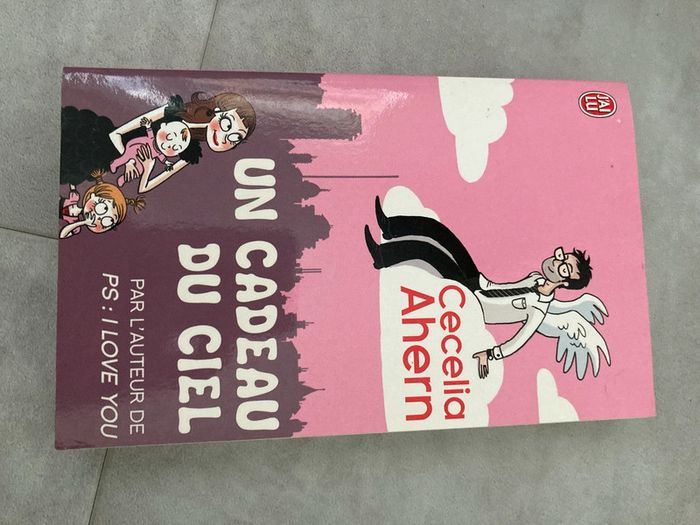 J'AI
LU
Cecelia
Ahern
UN CADEAU
DU CIEL
PAR L'AUTEUR DE
PS : I LOVE YOU